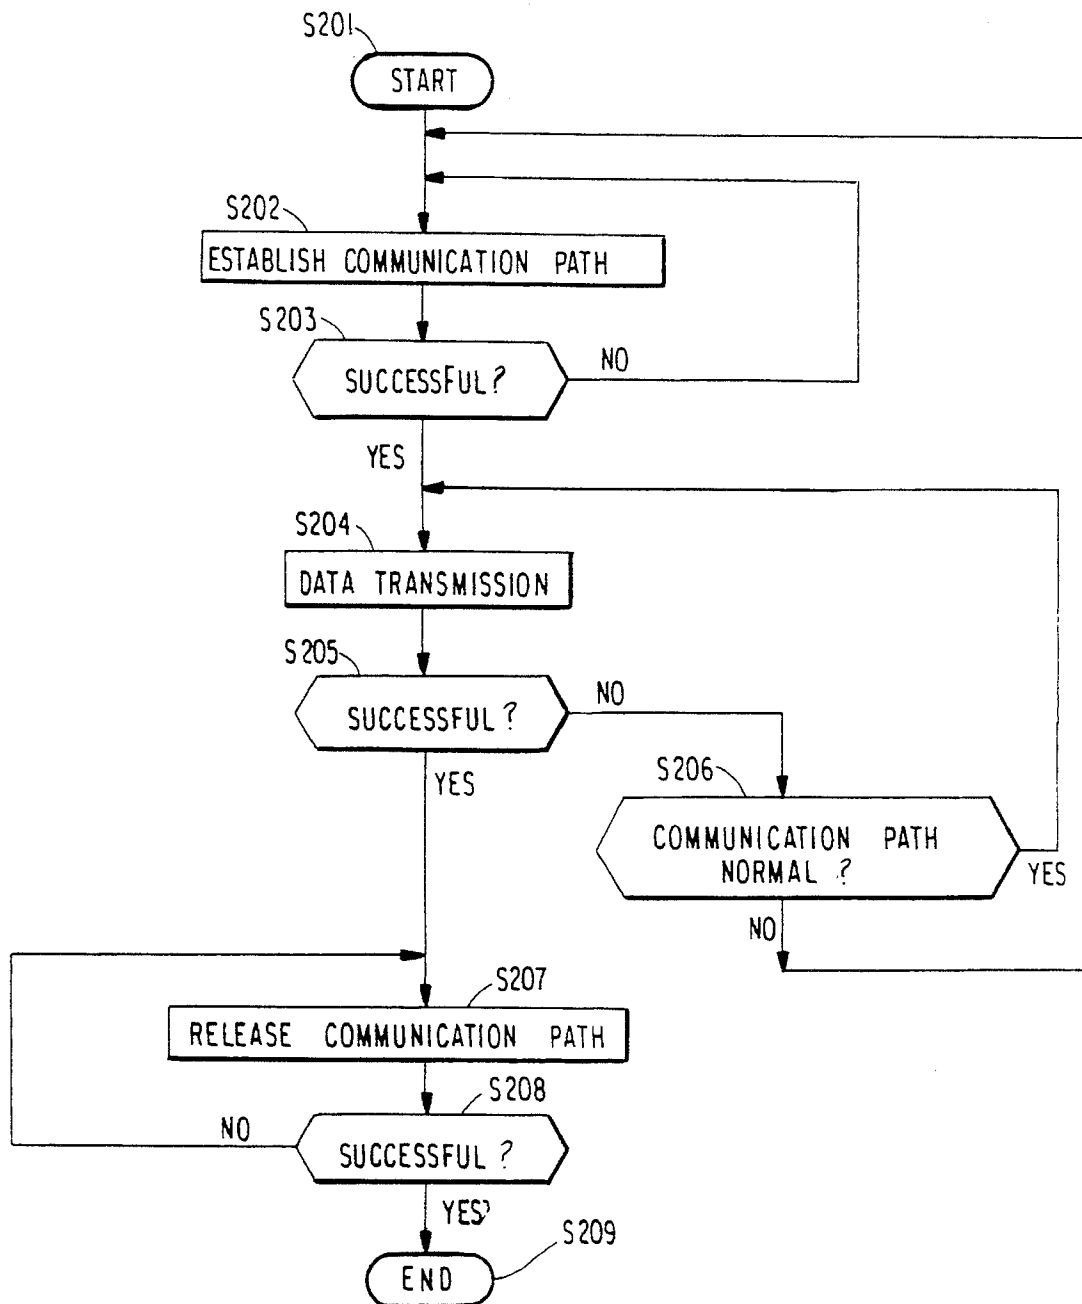 S201
START
S202
ESTABLISH COMMUNICATION PATH
S203
SUCCESSFUL?
NO
YES
S204
DATA TRANSMISSION
S205
SUCCESSFUL?
NO
YES
S206
COMMUNICATION PATH
NORMAL?
YES
NO
S207
RELEASE COMMUNICATION PATH
S208
SUCCESSFUL?
NO
YES
S209
END